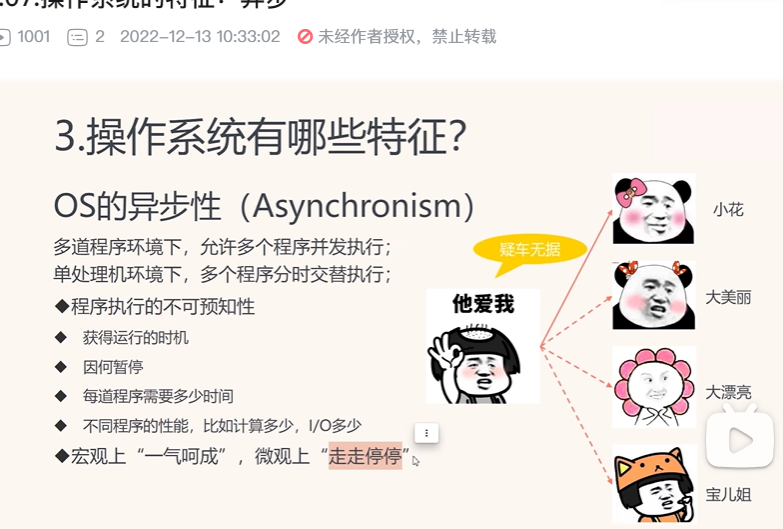 操作系统的特征：异步
1001 2 2022-12-13 10:33:02 未经作者授权，禁止转载
3.操作系统有哪些特征?
OS的异步性（Asynchronism）
多道程序环境下，允许多个程序并发执行；
单处理机环境下，多个程序分时交替执行；
◆程序执行的不可预知性
◆ 获得运行的时机
◆ 因何暂停
◆ 每道程序需要多少时间
◆ 不同程序的性能，比如计算多少，I/O多少
◆宏观上“一气呵成”，微观上“走走停停”
疑车无据
他爱我
小花
大美丽
大漂亮
宝儿姐